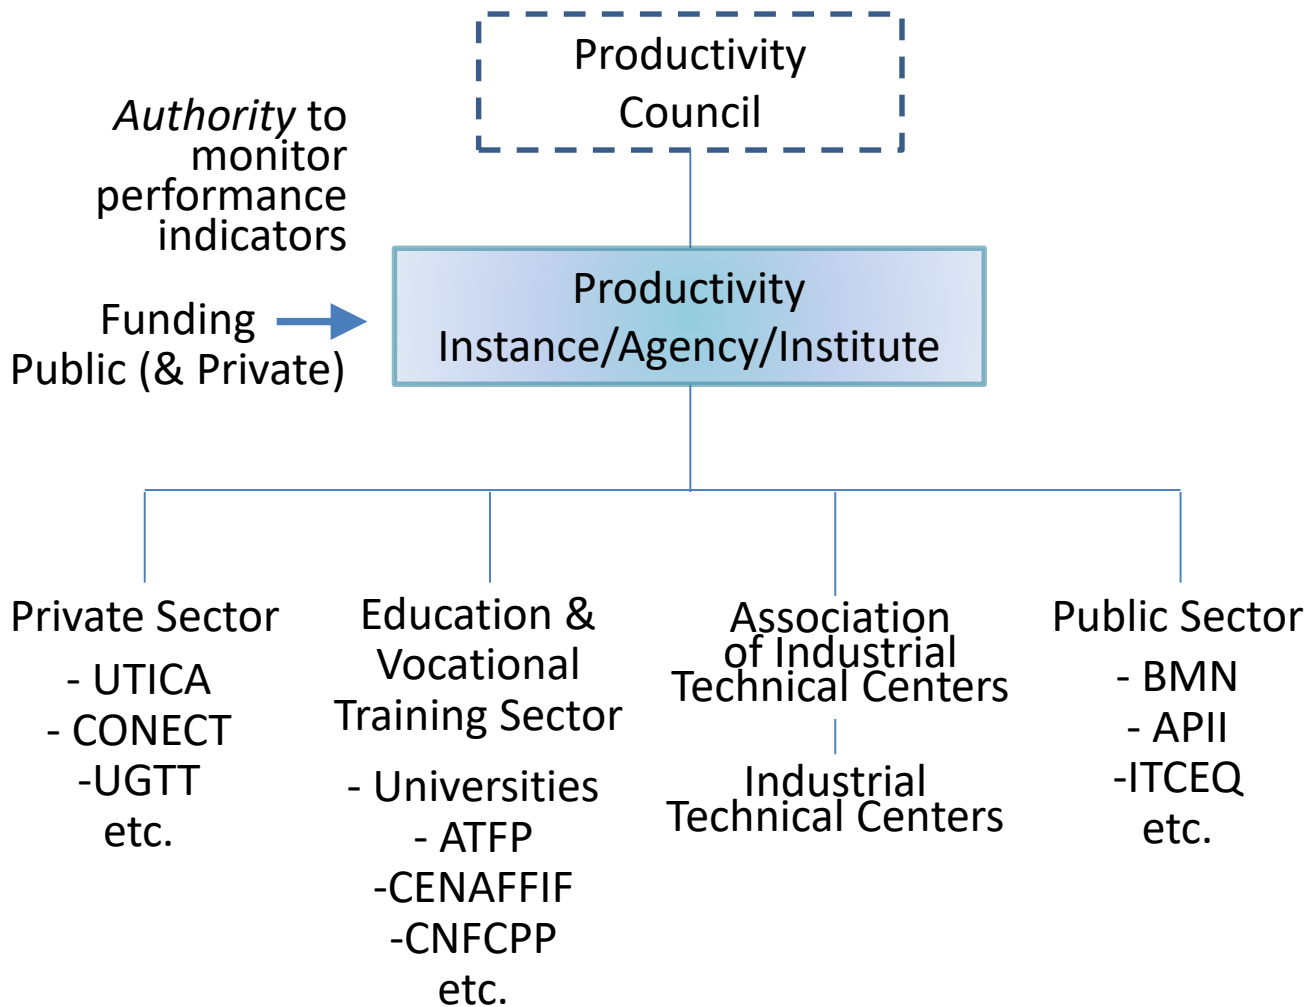 Productivity
Council
Authority to
monitor
performance
indicators
Productivity
Instance/Agency/Institute
Funding
Public (& Private)
Private Sector
- UTICA
- CONECT
-UGTT
etc.
Education &
Vocational
Training Sector
- Universities
- ATFP
-CENAFFIF
-CNFCPP
etc.
Association
of Industrial
Technical Centers
Industrial
Technical Centers
Public Sector
- BMN
- APII
-ITCEQ
etc.